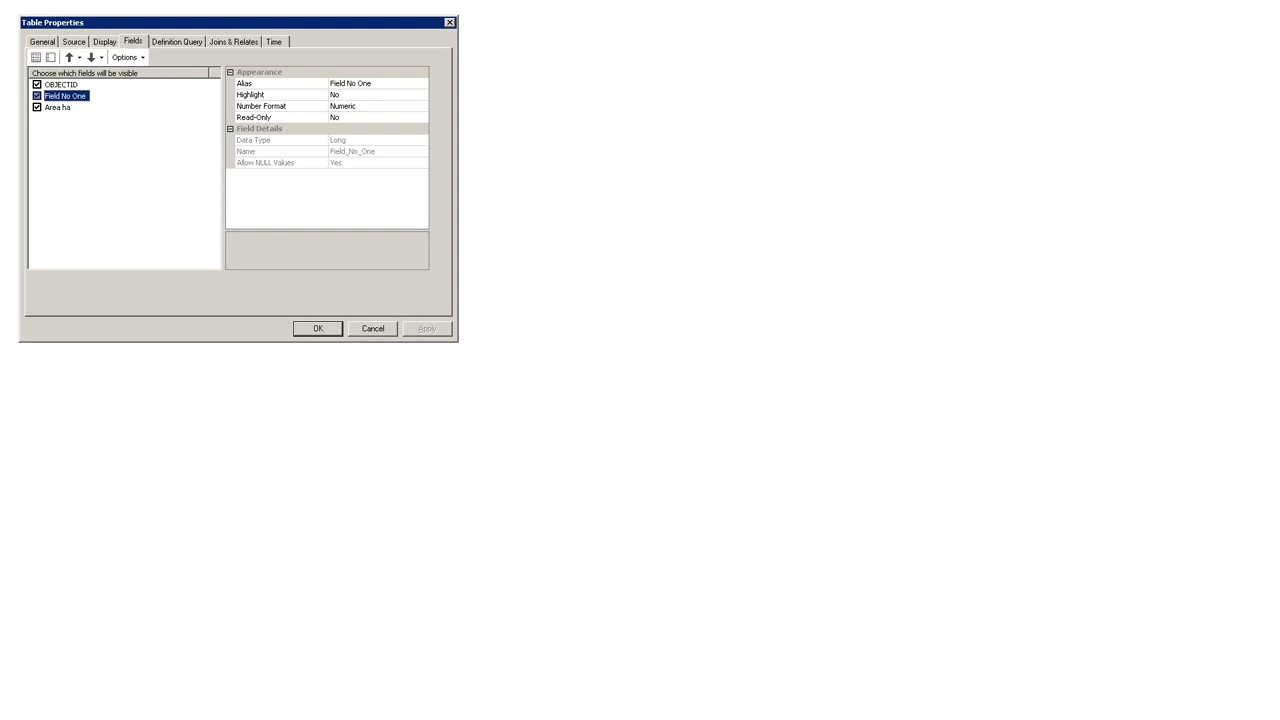 Table Properties
General Source Display Fields Definition Query Joins & Relates Time
Options
Choose which fields will be visible
OBJECTID
Field No One
Area ha
Appearance
Alias Field No One
Highlight No
Number Format Numeric
Read-Only No
Field Details
Data Type Long
Name Field_No_One
Allow NULL Values Yes
OK Cancel Apply